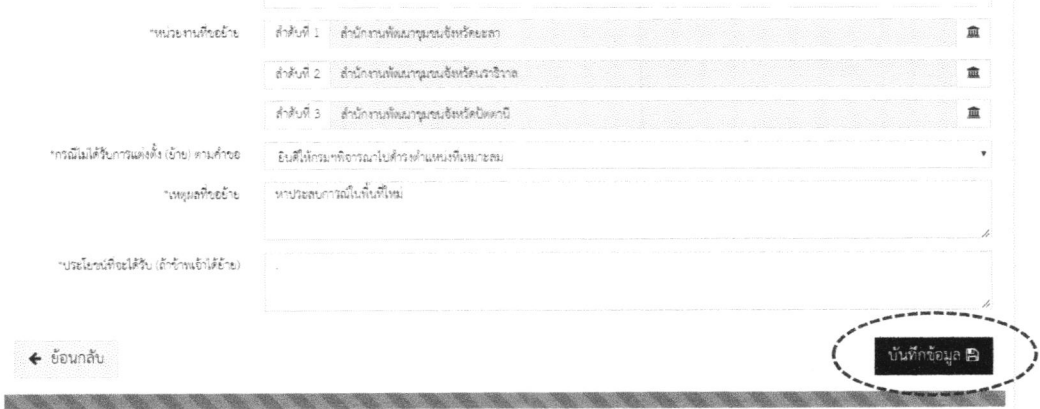 *หน่วยงานที่ขอย้าย ลำดับที่ 1 สำนักงานพัฒนาชุมชนจังหวัดยะลา
ลำดับที่ 2 สำนักงานพัฒนาชุมชนจังหวัดนราธิวาส
ลำดับที่ 3 สำนักงานพัฒนาชุมชนจังหวัดปัตตานี
*กรณีไม่ได้รับการแต่งตั้ง (ย้าย) ตามคำขอ ยินดีให้กรมฯพิจารณาไปดำรงตำแหน่งที่เหมาะสม
*เหตุผลที่ขอย้าย หาประสบการณ์ในพื้นที่ใหม่
*ประโยชน์ที่จะได้รับ (ถ้าข้าพเจ้าได้ย้าย) .
ย้อนกลับ บันทึกข้อมูล